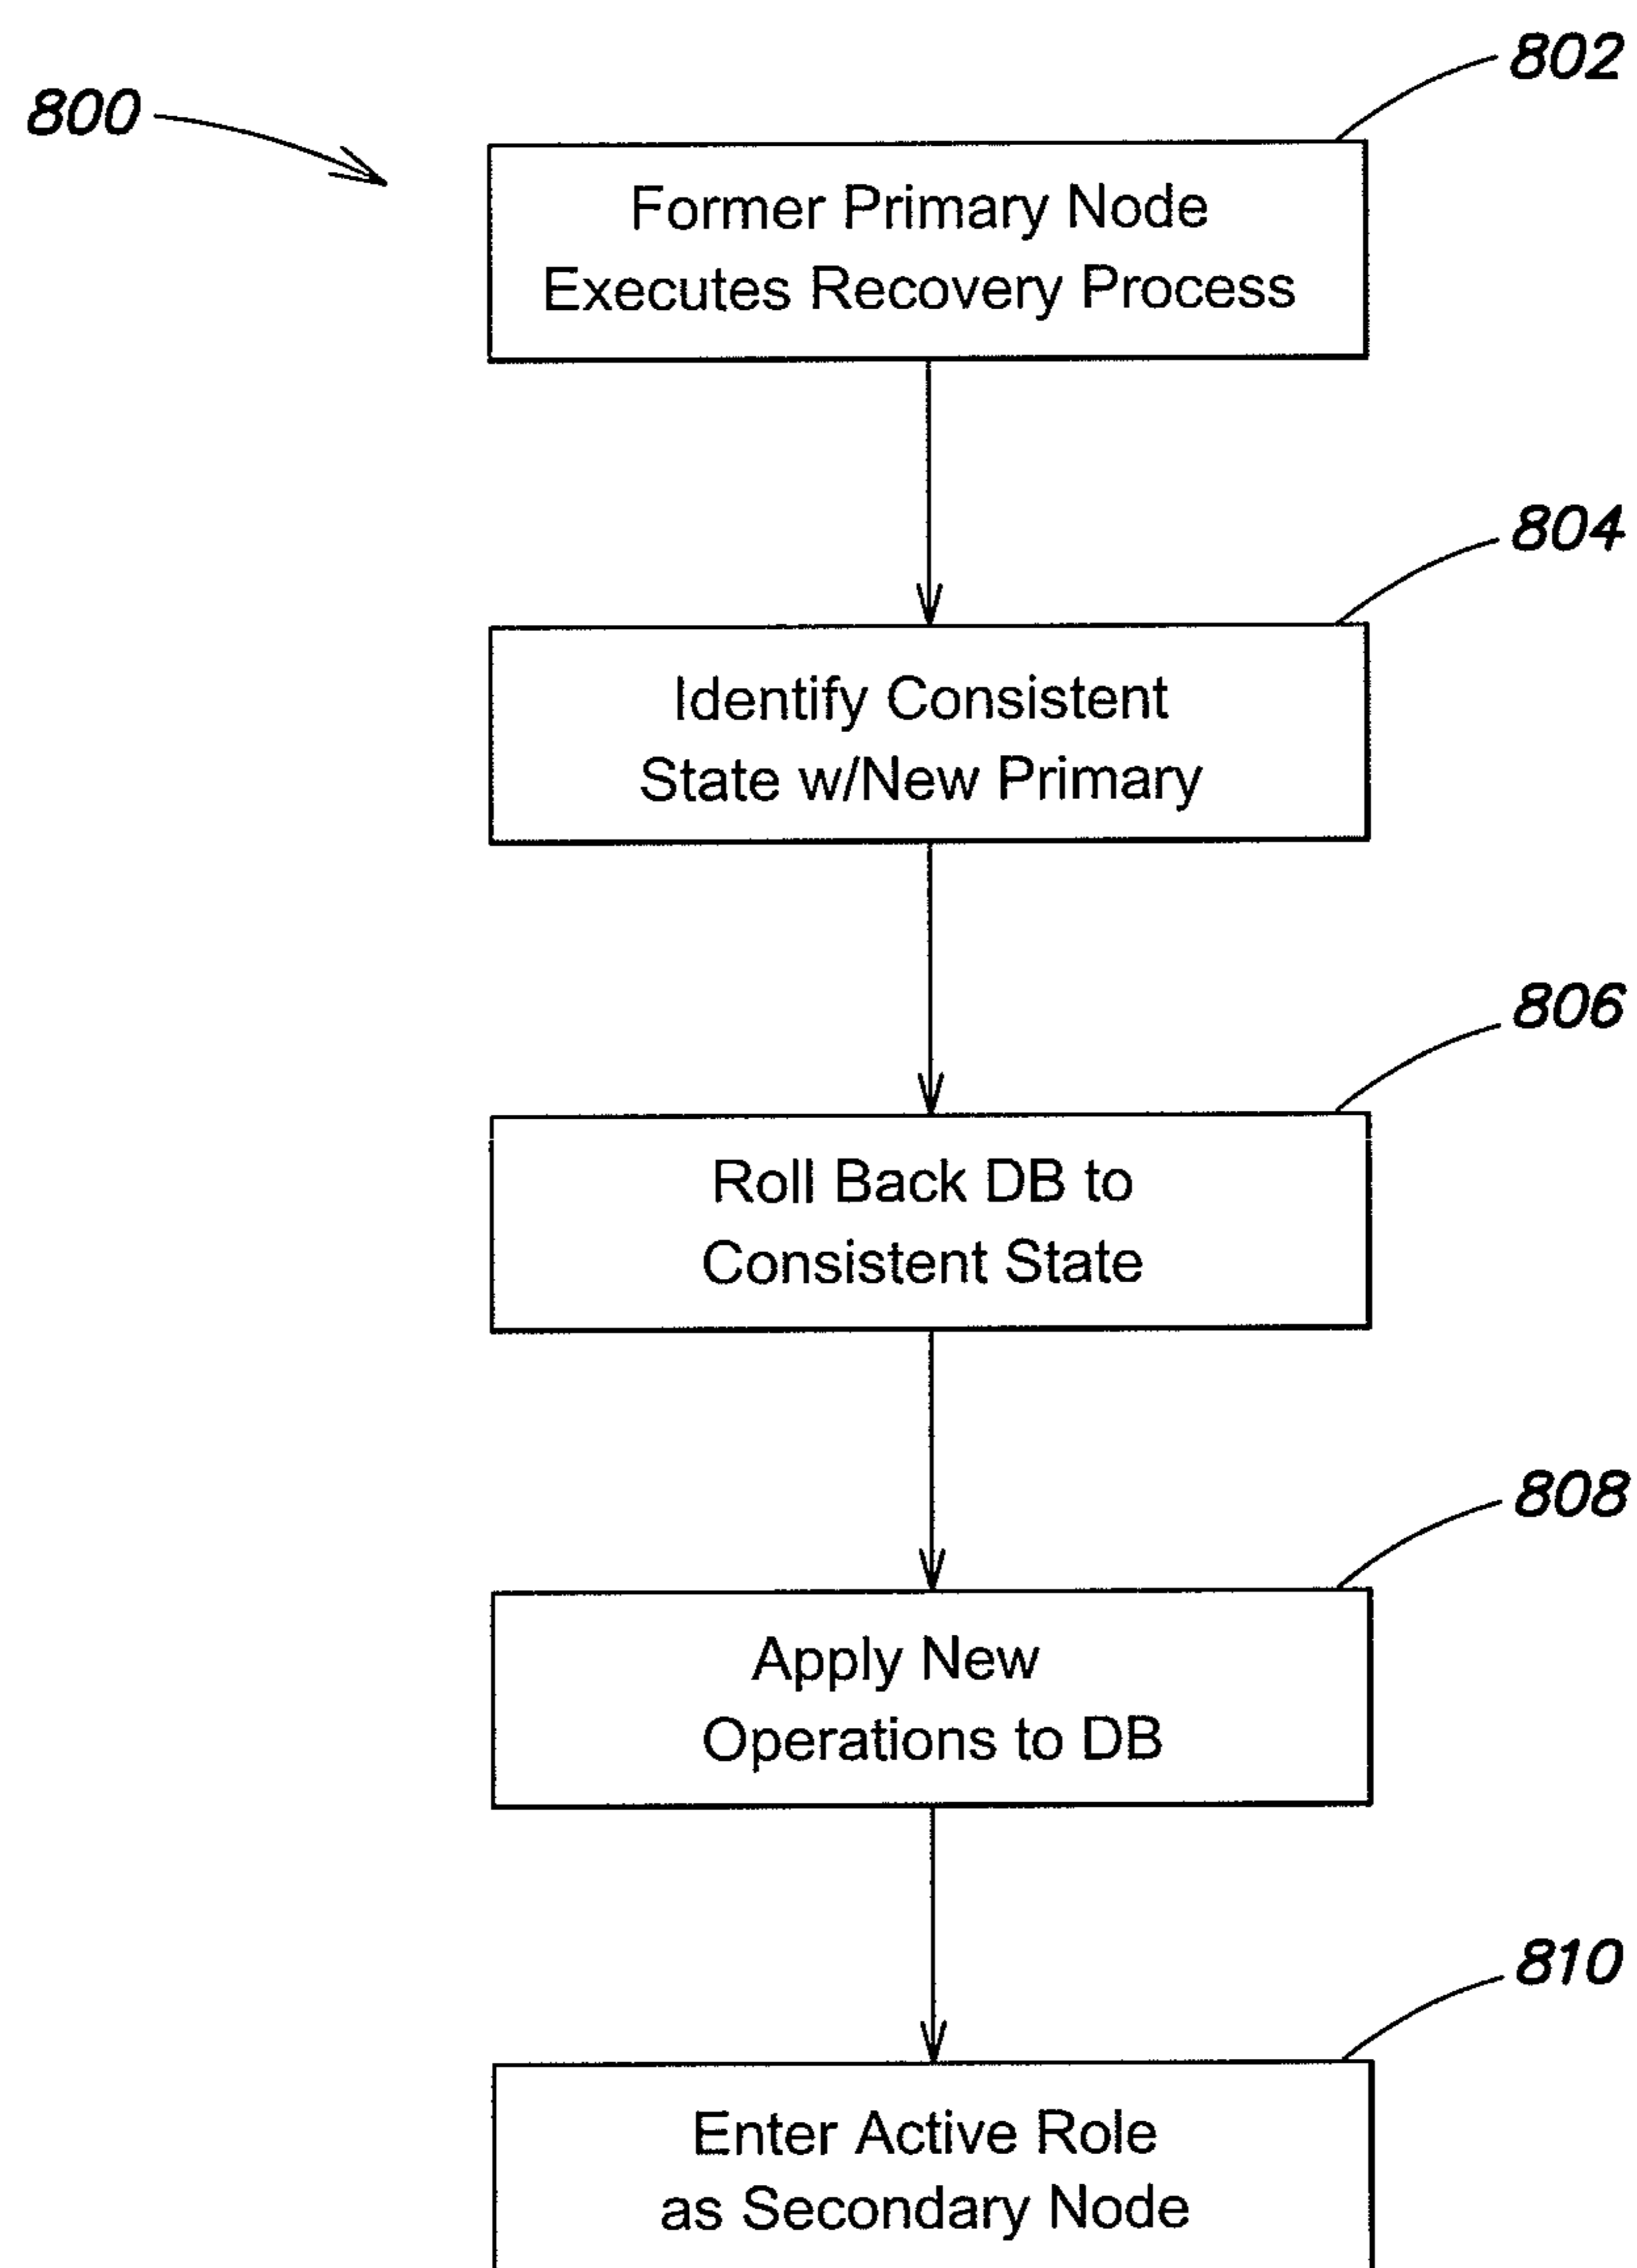 802
800
Former Primary Node
Executes Recovery Process
804
Identify Consistent
State w/New Primary
806
Roll Back DB to
Consistent State
808
Apply New
Operations to DB
810
Enter Active Role
as Secondary Node